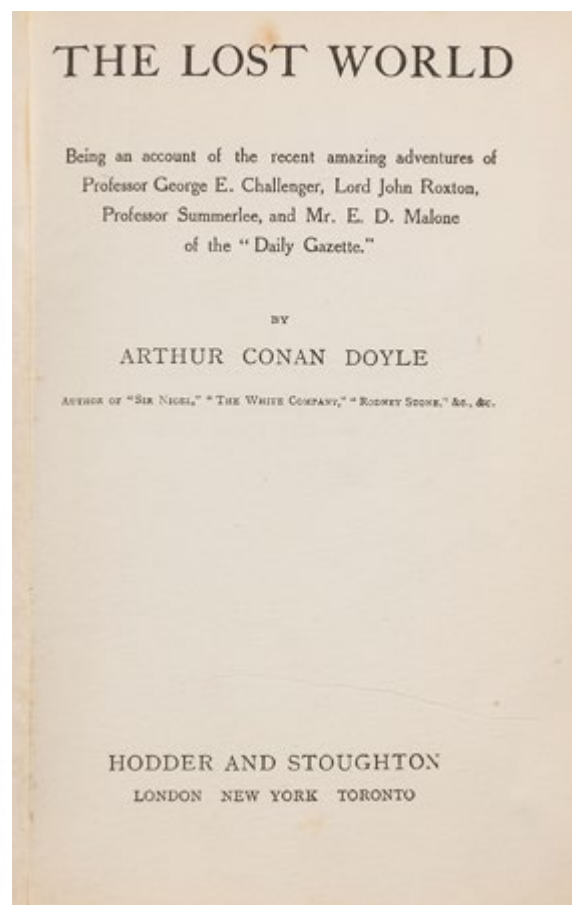 THE LOST WORLD
Being an account of the recent amazing adventures of
Professor George E. Challenger, Lord John Roxton,
Professor Summerlee, and Mr. E. D. Malone
of the “Daily Gazette.”
BY
ARTHUR CONAN DOYLE
AUTHOR OF “SIR NIGEL,” “THE WHITE COMPANY,” “RODNEY STONE,” &c., &c.
HODDER AND STOUGHTON
LONDON NEW YORK TORONTO